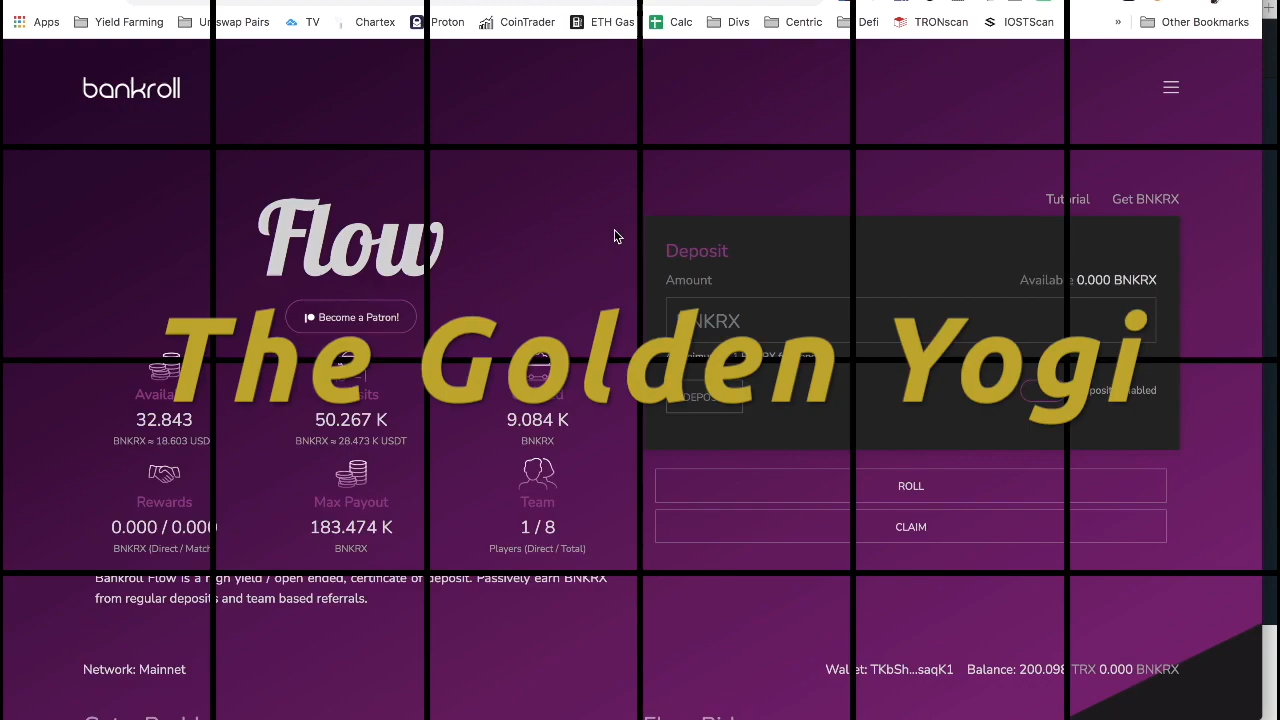 Apps Yield Farming Uniswap Pairs TV Chartex Proton CoinTrader ETH Gas Calc Divs Centric Defi TRONscan IOSTScan » Other Bookmarks
bankroll
Tutorial Get BNKRX
Flow
Deposit
Amount Available 0.000 BNKRX
Become a Patron!
BNKRX
The Golden Yogi
32.843 50.267 K 9.084 K
BNKRX ≈ 18.603 USD BNKRX ≈ 28.473 K USDT BNKRX
Rewards Max Payout Team
ROLL
0.000 / 0.000 183.474 K 1 / 8
CLAIM
BNKRX (Direct / Match BNKRX Players (Direct / Total)
Bankroll Flow is a high yield / open ended, certificate of deposit. Passively earn BNKRX
from regular deposits and team based referrals.
Network: Mainnet Wallet: TKbSh...saqK1 Balance: 200.098 TRX 0.000 BNKRX